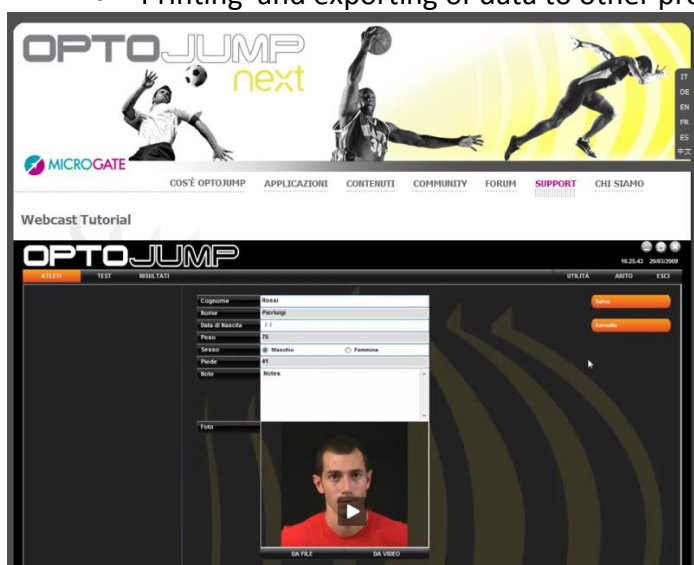 Printing and exporting of data to other pro
OPTOJUMP
next
IT
DE
EN
FR
ES
中文
MICROGATE
COS'È OPTOJUMP APPLICAZIONI CONTENUTI COMMUNITY FORUM SUPPORT CHI SIAMO
Webcast Tutorial
OPTOJUMP
16.25.43 20/03/2009
ATLETI TEST RISULTATI UTILITÁ AIUTO ESCI
Cognome Rossi Salva
Nome Pierluigi
Data di Nascita / / Annulla
Peso 75
Sesso Maschio Femmina
Piede 41
Note Notes
Foto
DA FILE DA VIDEO